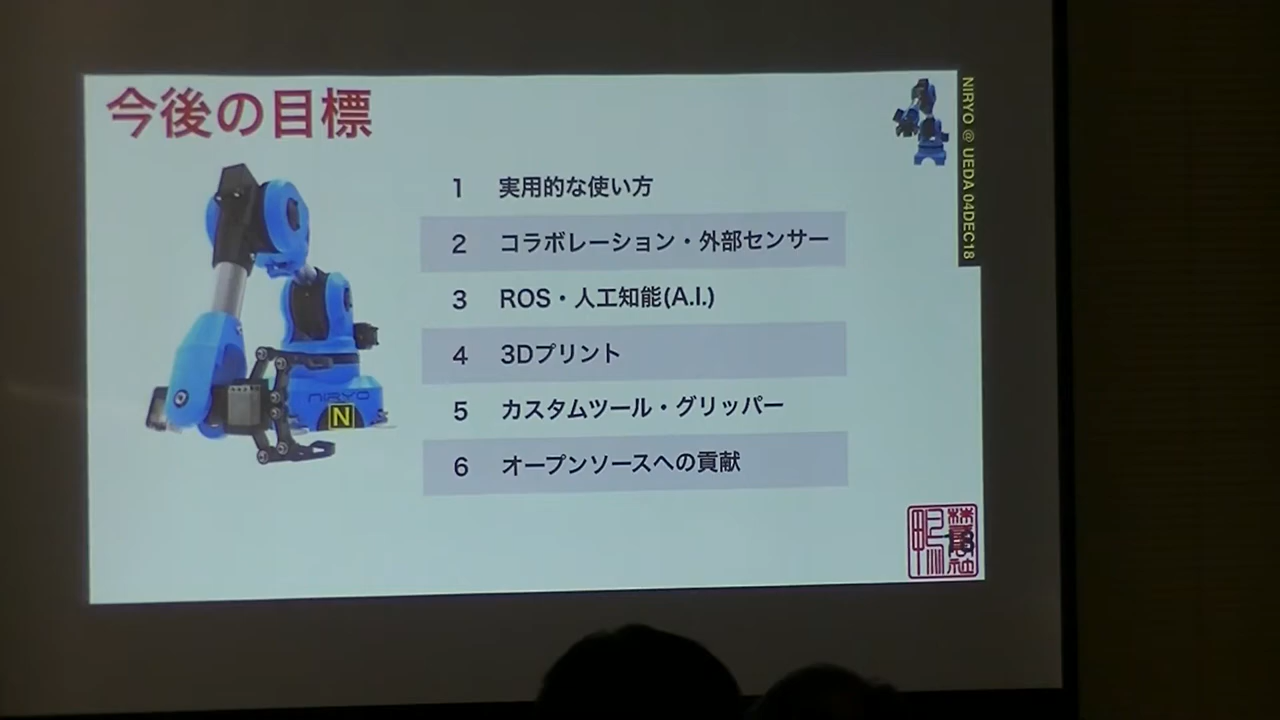 今後の目標
1 実用的な使い方
2 コラボレーション・外部センサー
3 ROS・人工知能(A.I.)
4 3Dプリント
5 カスタムツール・グリッパー
6 オープンソースへの貢献
NIRYO @ UEDA 04DEC18
NIRYO
N